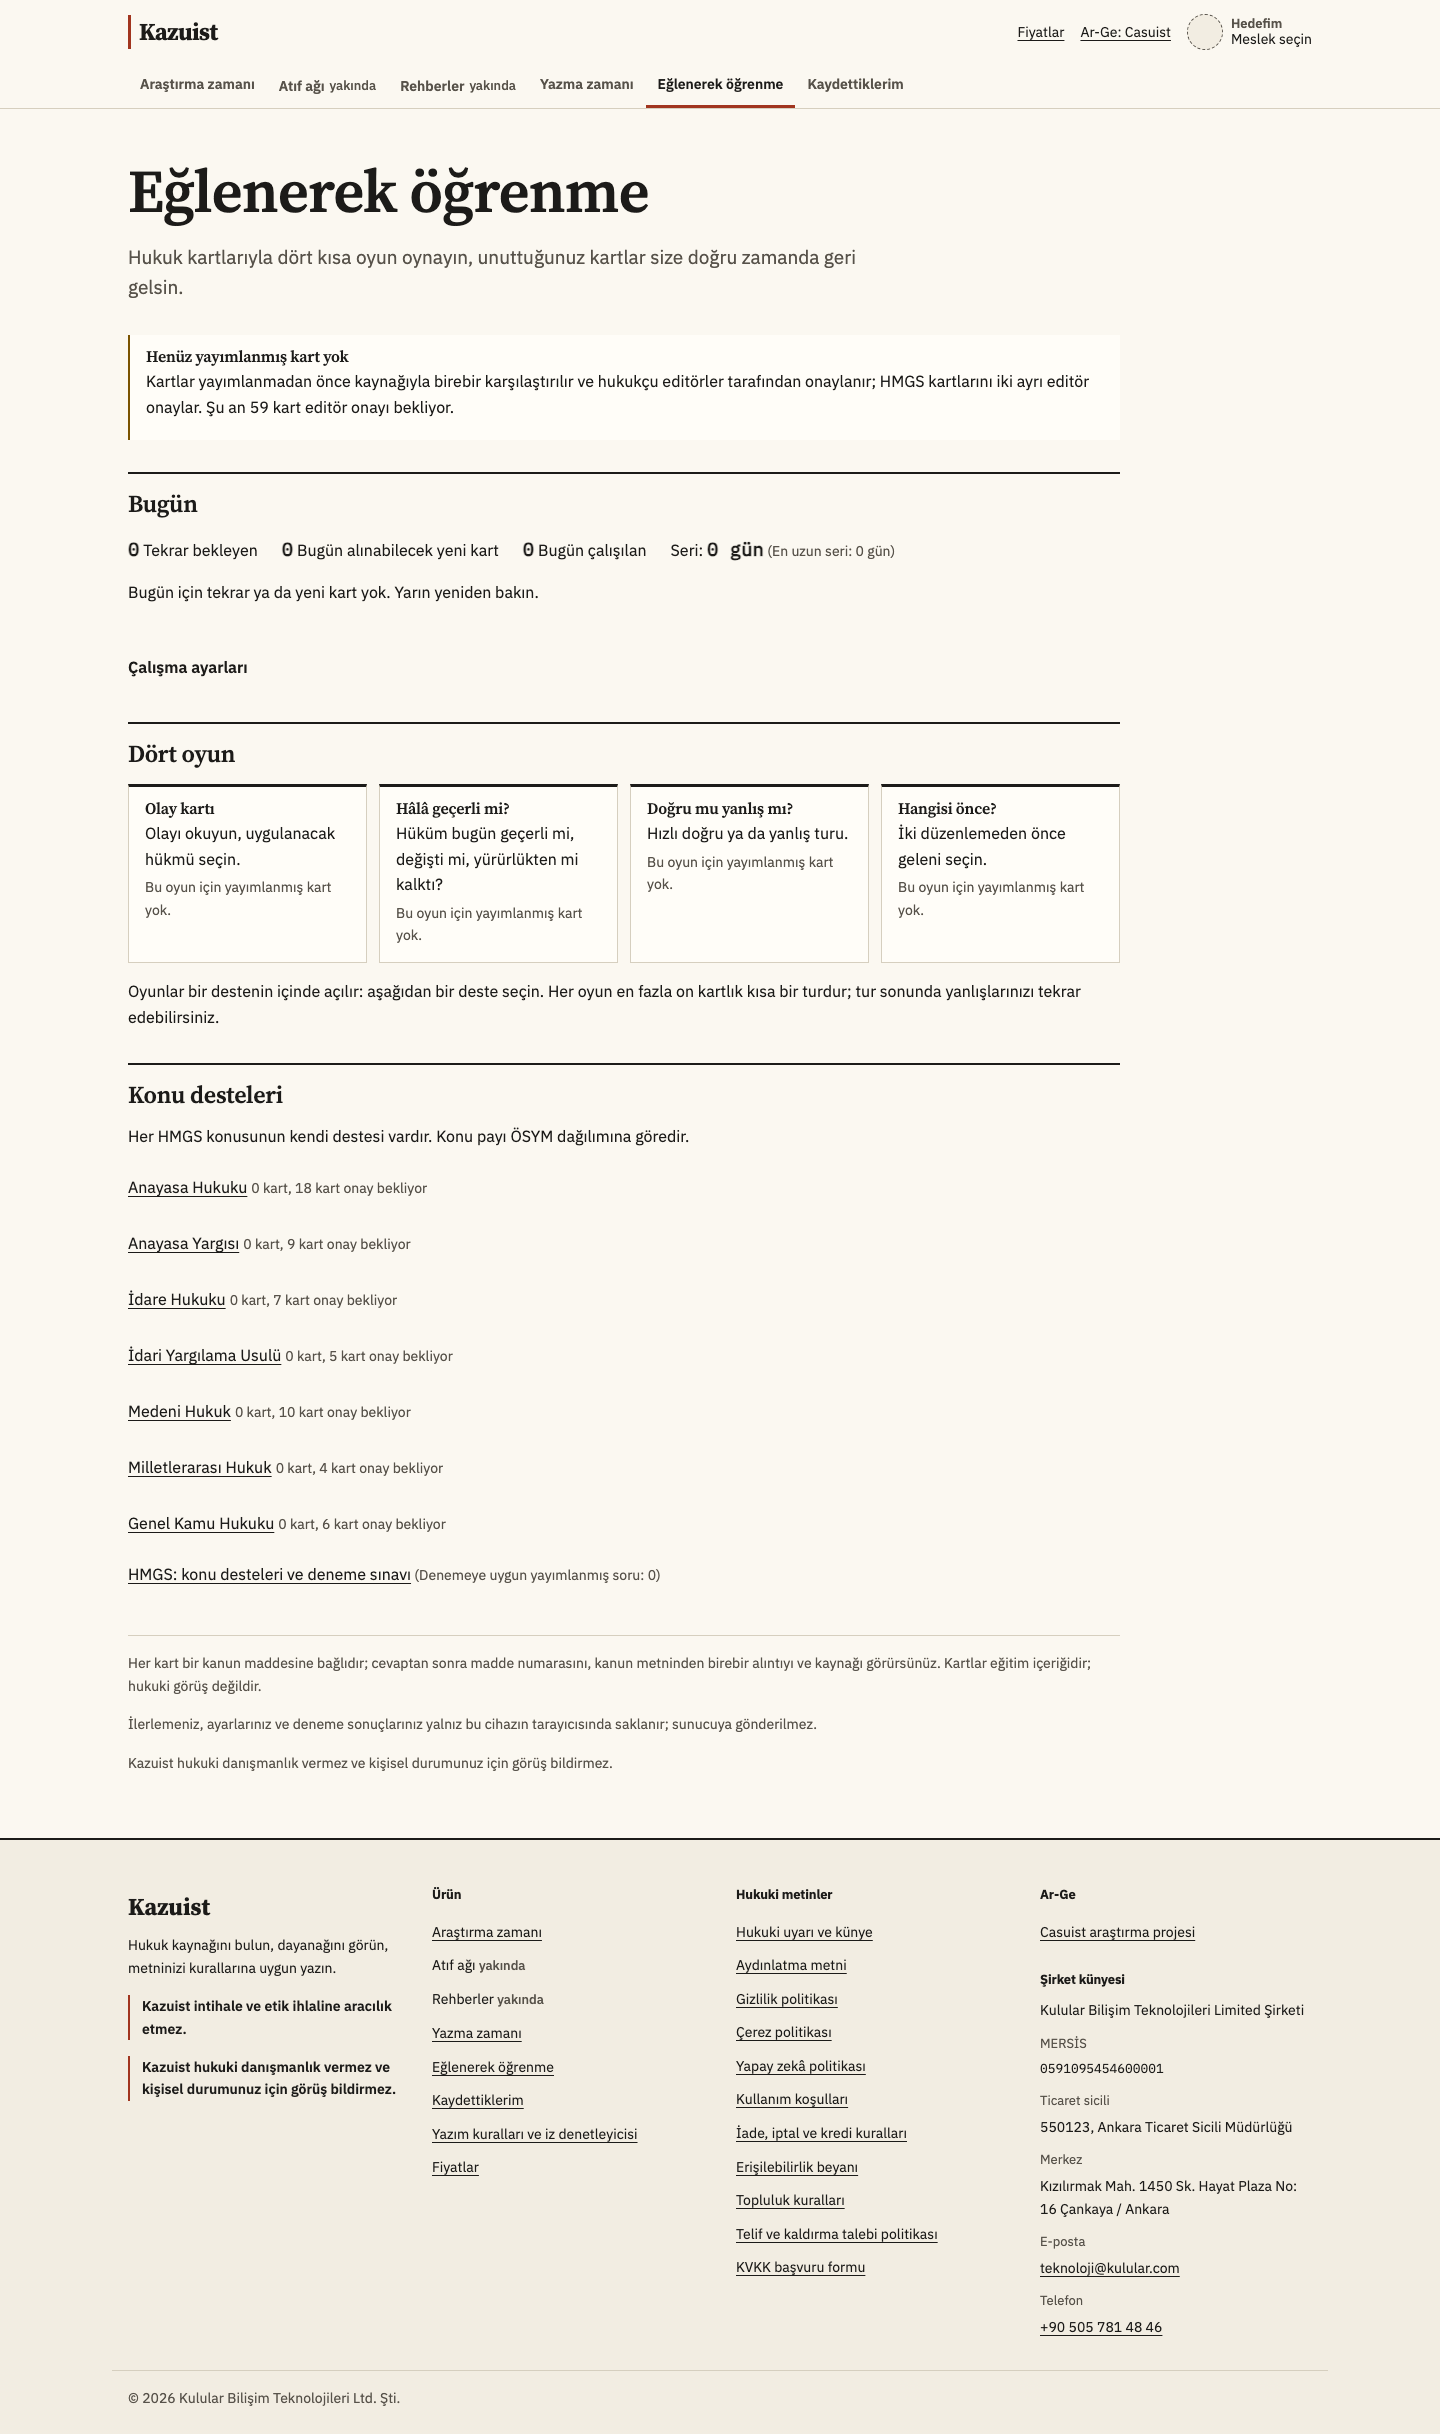 Kazuist
Fiyatlar
Ar-Ge: Casuist
Hedefim
Meslek seçin
Araştırma zamanı
Atıf ağı yakında
Rehberler yakında
Yazma zamanı
Eğlenerek öğrenme
Kaydettiklerim
Eğlenerek öğrenme
Hukuk kartlarıyla dört kısa oyun oynayın, unuttuğunuz kartlar size doğru zamanda geri
gelsin.
Henüz yayımlanmış kart yok
Kartlar yayımlanmadan önce kaynağıyla birebir karşılaştırılır ve hukukçu editörler tarafından onaylanır; HMGS kartlarını iki ayrı editör
onaylar. Şu an 59 kart editör onayı bekliyor.
Bugün
0 Tekrar bekleyen
0 Bugün alınabilecek yeni kart
0 Bugün çalışılan
Seri: 0 gün (En uzun seri: 0 gün)
Bugün için tekrar ya da yeni kart yok. Yarın yeniden bakın.
Çalışma ayarları
Dört oyun
Olay kartı
Olayı okuyun, uygulanacak
hükmü seçin.
Bu oyun için yayımlanmış kart
yok.
Hâlâ geçerli mi?
Hüküm bugün geçerli mi,
değişti mi, yürürlükten mi
kalktı?
Bu oyun için yayımlanmış kart
yok.
Doğru mu yanlış mı?
Hızlı doğru ya da yanlış turu.
Bu oyun için yayımlanmış kart
yok.
Hangisi önce?
İki düzenlemeden önce
geleni seçin.
Bu oyun için yayımlanmış kart
yok.
Oyunlar bir destenin içinde açılır: aşağıdan bir deste seçin. Her oyun en fazla on kartlık kısa bir turdur; tur sonunda yanlışlarınızı tekrar
edebilirsiniz.
Konu desteleri
Her HMGS konusunun kendi destesi vardır. Konu payı ÖSYM dağılımına göredir.
Anayasa Hukuku 0 kart, 18 kart onay bekliyor
Anayasa Yargısı 0 kart, 9 kart onay bekliyor
İdare Hukuku 0 kart, 7 kart onay bekliyor
İdari Yargılama Usulü 0 kart, 5 kart onay bekliyor
Medeni Hukuk 0 kart, 10 kart onay bekliyor
Milletlerarası Hukuk 0 kart, 4 kart onay bekliyor
Genel Kamu Hukuku 0 kart, 6 kart onay bekliyor
HMGS: konu desteleri ve deneme sınavı (Denemeye uygun yayımlanmış soru: 0)
Her kart bir kanun maddesine bağlıdır; cevaptan sonra madde numarasını, kanun metninden birebir alıntıyı ve kaynağı görürsünüz. Kartlar eğitim içeriğidir;
hukuki görüş değildir.
İlerlemeniz, ayarlarınız ve deneme sonuçlarınız yalnız bu cihazın tarayıcısında saklanır; sunucuya gönderilmez.
Kazuist hukuki danışmanlık vermez ve kişisel durumunuz için görüş bildirmez.
Kazuist
Hukuk kaynağını bulun, dayanağını görün,
metninizi kurallarına uygun yazın.
Kazuist intihale ve etik ihlaline aracılık
etmez.
Kazuist hukuki danışmanlık vermez ve
kişisel durumunuz için görüş bildirmez.
Ürün
Araştırma zamanı
Atıf ağı yakında
Rehberler yakında
Yazma zamanı
Eğlenerek öğrenme
Kaydettiklerim
Yazım kuralları ve iz denetleyicisi
Fiyatlar
Hukuki metinler
Hukuki uyarı ve künye
Aydınlatma metni
Gizlilik politikası
Çerez politikası
Yapay zekâ politikası
Kullanım koşulları
İade, iptal ve kredi kuralları
Erişilebilirlik beyanı
Topluluk kuralları
Telif ve kaldırma talebi politikası
KVKK başvuru formu
Ar-Ge
Casuist araştırma projesi
Şirket künyesi
Kulular Bilişim Teknolojileri Limited Şirketi
MERSİS
0591095454600001
Ticaret sicili
550123, Ankara Ticaret Sicili Müdürlüğü
Merkez
Kızılırmak Mah. 1450 Sk. Hayat Plaza No:
16 Çankaya / Ankara
E-posta
teknoloji@kulular.com
Telefon
+90 505 781 48 46
© 2026 Kulular Bilişim Teknolojileri Ltd. Şti.